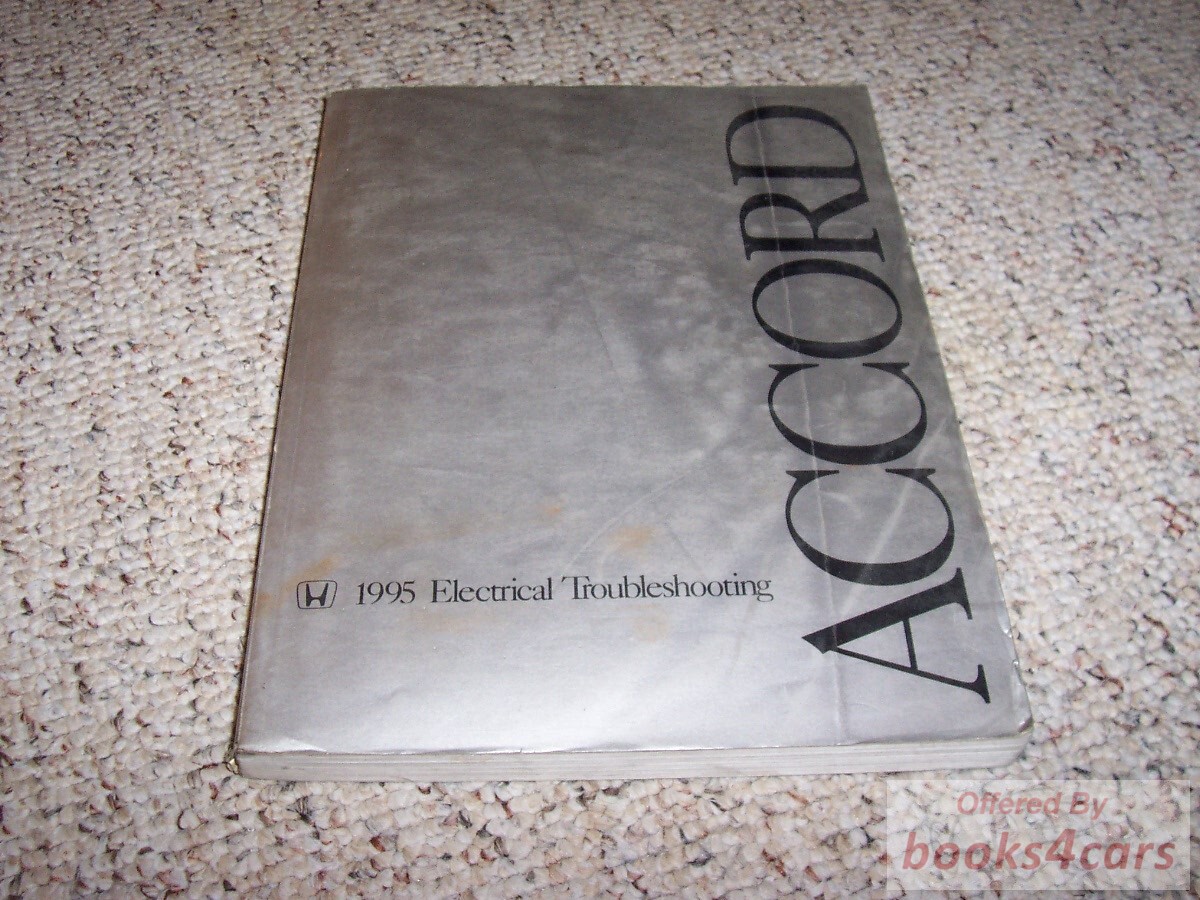 ACCORD
1995 Electrical Troubleshooting
Offered By
books4cars